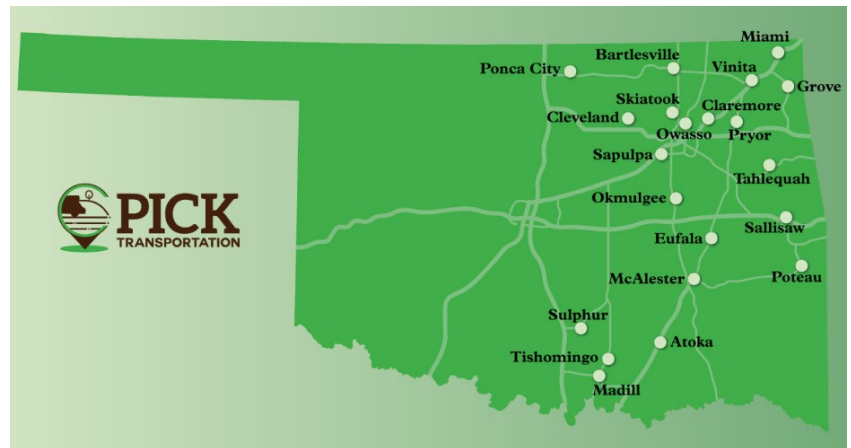 Miami
Bartlesville
Vinita
Ponca City
Grove
Skiatook
Claremore
Cleveland
Owasso
Pryor
Sapulpa
Tahlequah
PICK
TRANSPORTATION
Okmulgee
Sallisaw
Eufala
Poteau
McAlester
Sulphur
Atoka
Tishomingo
Madill